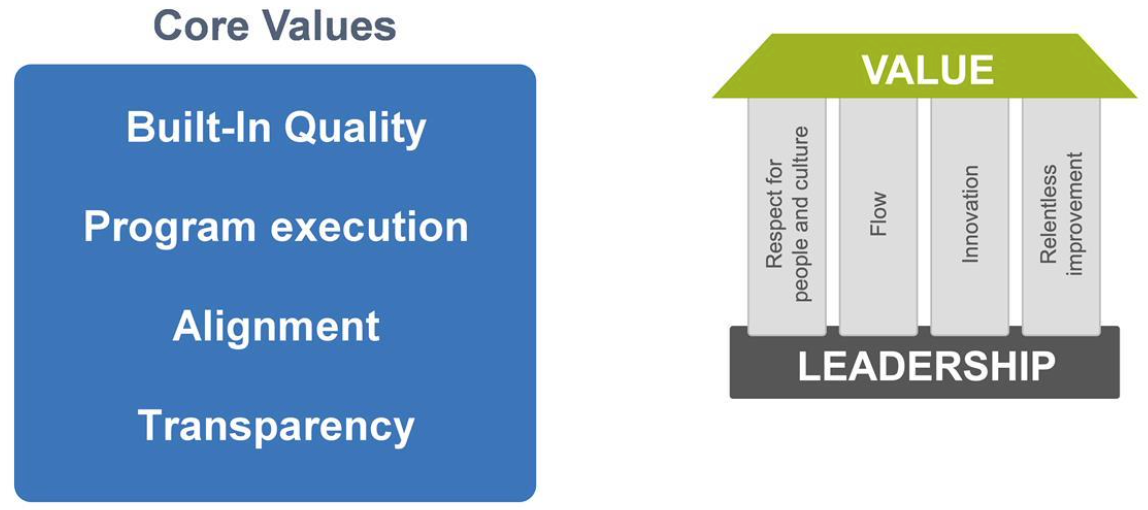 Core Values
Built-In Quality
Program execution
Alignment
Transparency
VALUE
Respect for
people and culture
Flow
Innovation
Relentless
improvement
LEADERSHIP